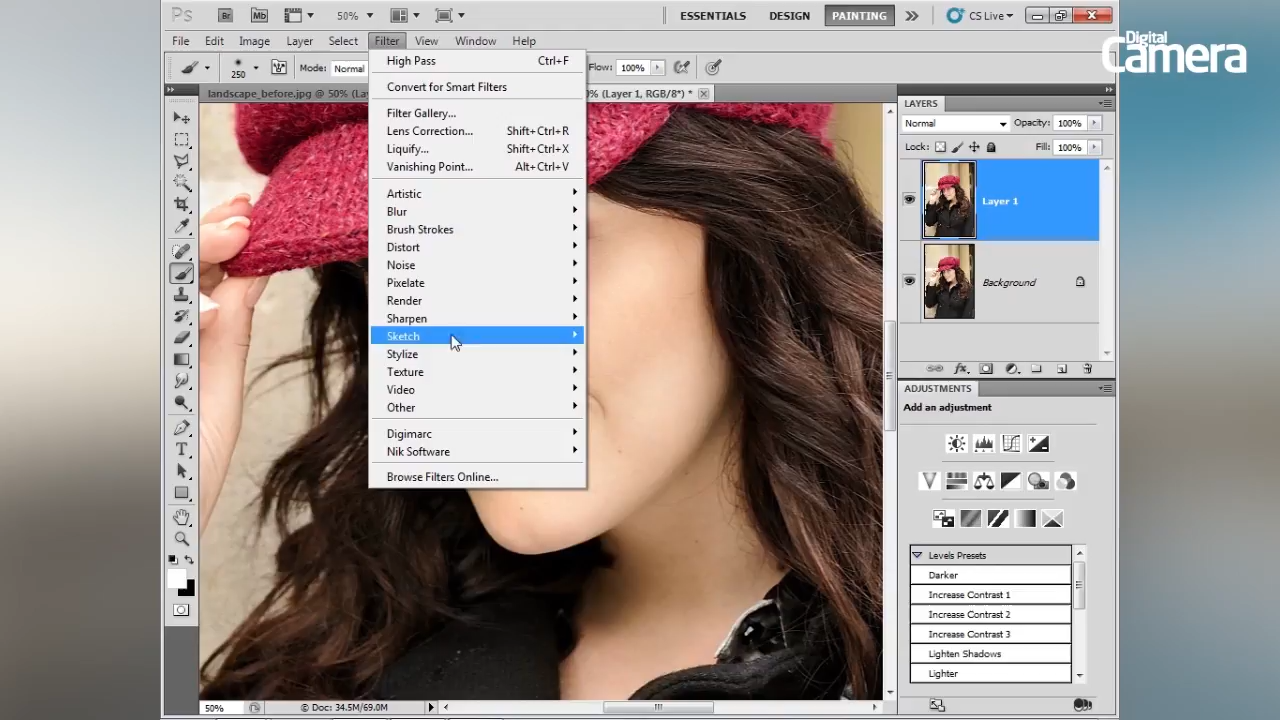 Ps
Br
Mb
50%
ESSENTIALS
DESIGN
PAINTING
CS Live
Digital
Camera
File
Edit
Image
Layer
Select
Filter
View
Window
Help
250
Mode:
Normal
Flow:
100%
landscape_before.jpg @ 50% (La
% (Layer 1, RGB/8*) *
High Pass
Ctrl+F
Convert for Smart Filters
Filter Gallery...
Lens Correction...
Shift+Ctrl+R
Liquify...
Shift+Ctrl+X
Vanishing Point...
Alt+Ctrl+V
Artistic
Blur
Brush Strokes
Distort
Noise
Pixelate
Render
Sharpen
Sketch
Stylize
Texture
Video
Other
Digimarc
Nik Software
Browse Filters Online...
LAYERS
Normal
Opacity:
100%
Lock:
Fill:
100%
Layer 1
Background
ADJUSTMENTS
Add an adjustment
Levels Presets
Darker
Increase Contrast 1
Increase Contrast 2
Increase Contrast 3
Lighten Shadows
Lighter
50%
Doc: 34.5M/69.0M